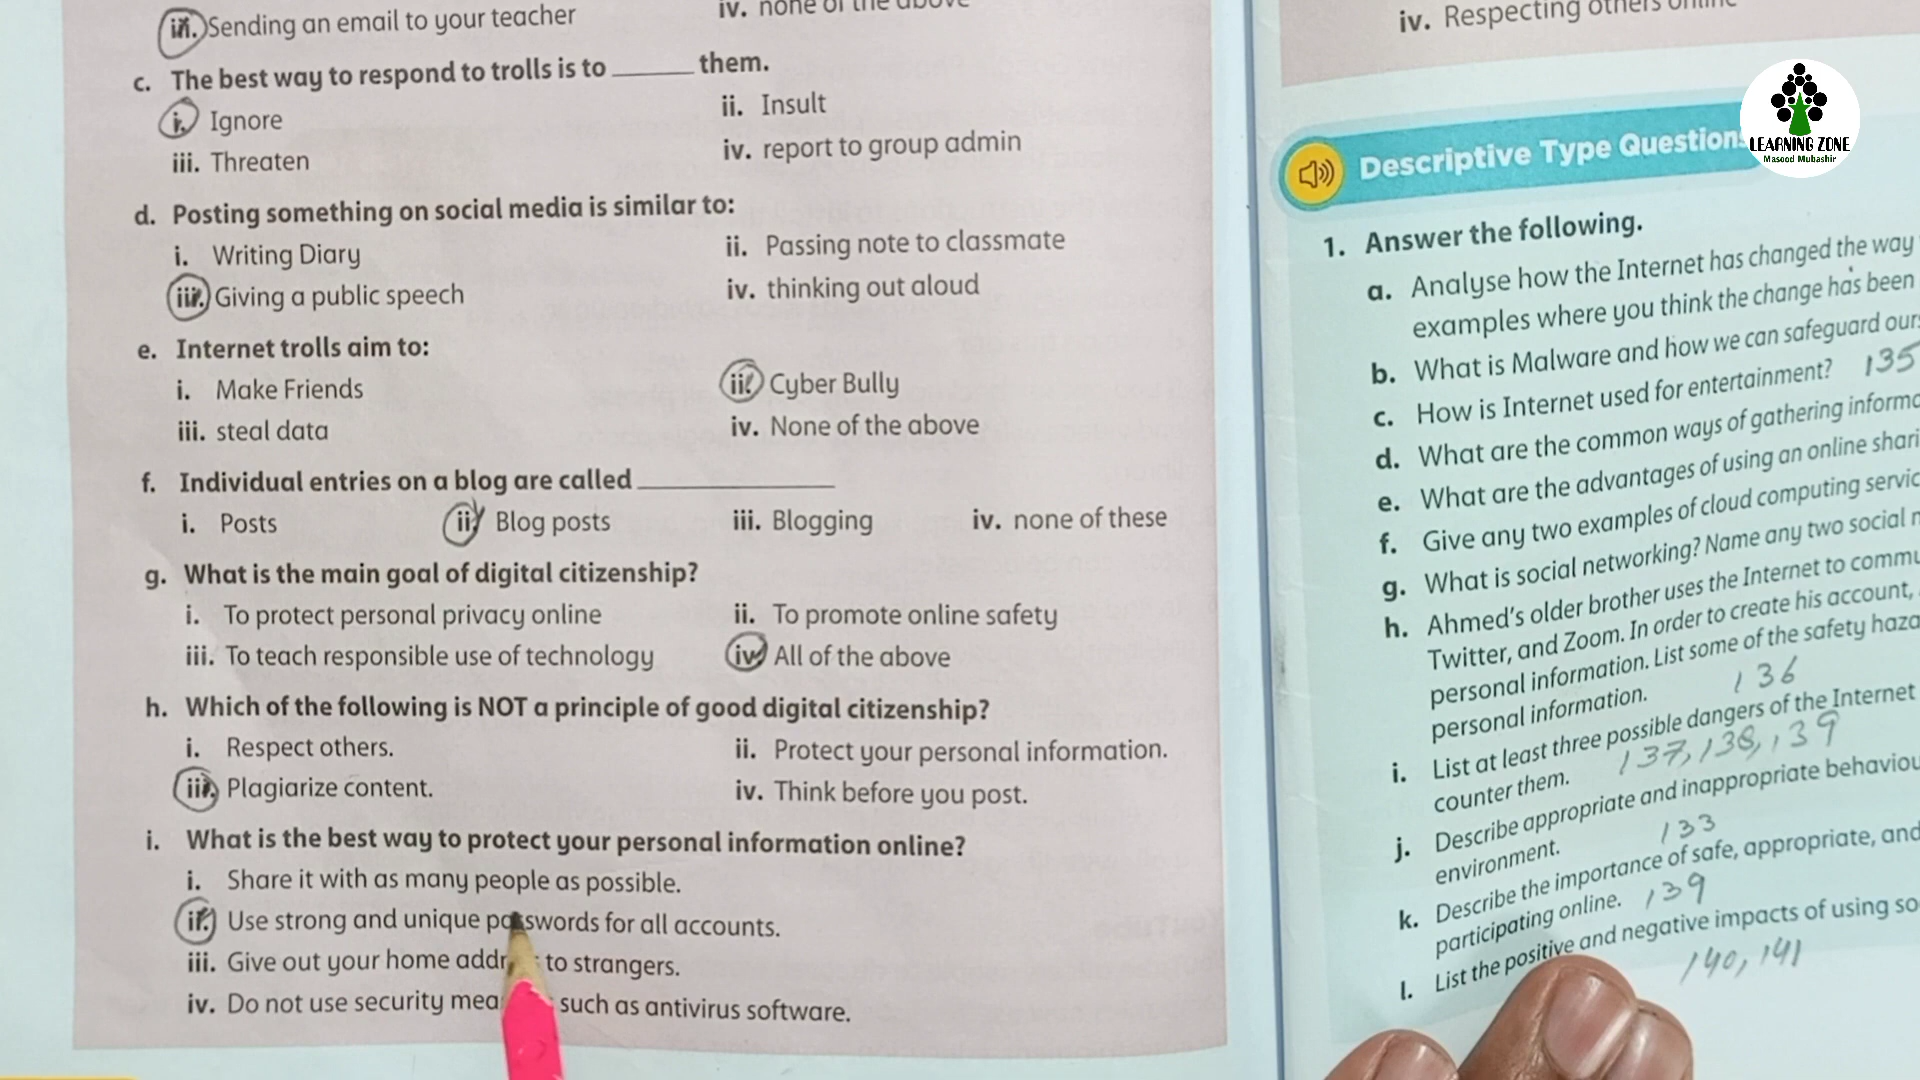 iii. Sending an email to your teacher
iv. none of the above
c. The best way to respond to trolls is to ______ them.
i. Ignore
ii. Insult
iii. Threaten
iv. report to group admin
d. Posting something on social media is similar to:
i. Writing Diary
ii. Passing note to classmate
iii. Giving a public speech
iv. thinking out aloud
e. Internet trolls aim to:
i. Make Friends
ii. Cyber Bully
iii. steal data
iv. None of the above
f. Individual entries on a blog are called ______________
i. Posts
ii. Blog posts
iii. Blogging
iv. none of these
g. What is the main goal of digital citizenship?
i. To protect personal privacy online
ii. To promote online safety
iii. To teach responsible use of technology
iv. All of the above
h. Which of the following is NOT a principle of good digital citizenship?
i. Respect others.
ii. Protect your personal information.
iii. Plagiarize content.
iv. Think before you post.
i. What is the best way to protect your personal information online?
i. Share it with as many people as possible.
ii. Use strong and unique passwords for all accounts.
iii. Give out your home to strangers.
iv. Do not use security such as antivirus software.
iv. Respecting others online
LEARNING ZONE
Masood Mubashir
Descriptive Type Question
1. Answer the following.
a. Analyse how the Internet has changed the way
examples where you think the change has been
b. What is Malware and how we can safeguard
c. How is Internet used for entertainment? 135
d. What are the common ways of gathering
e. What are the advantages of using an online
f. Give any two examples of cloud computing
g. What is social networking? Name any two social
h. Ahmed's older brother uses the Internet to
Twitter, and Zoom. In order to create his account,
personal information. List some of the safety
personal information. 136
i. List at least three possible dangers of the Internet
counter them. 137, 138, 139
j. Describe appropriate and inappropriate
environment. 133
k. Describe the importance of safe, appropriate, and
participating online. 139
l. List the positive and negative impacts of using
140, 141